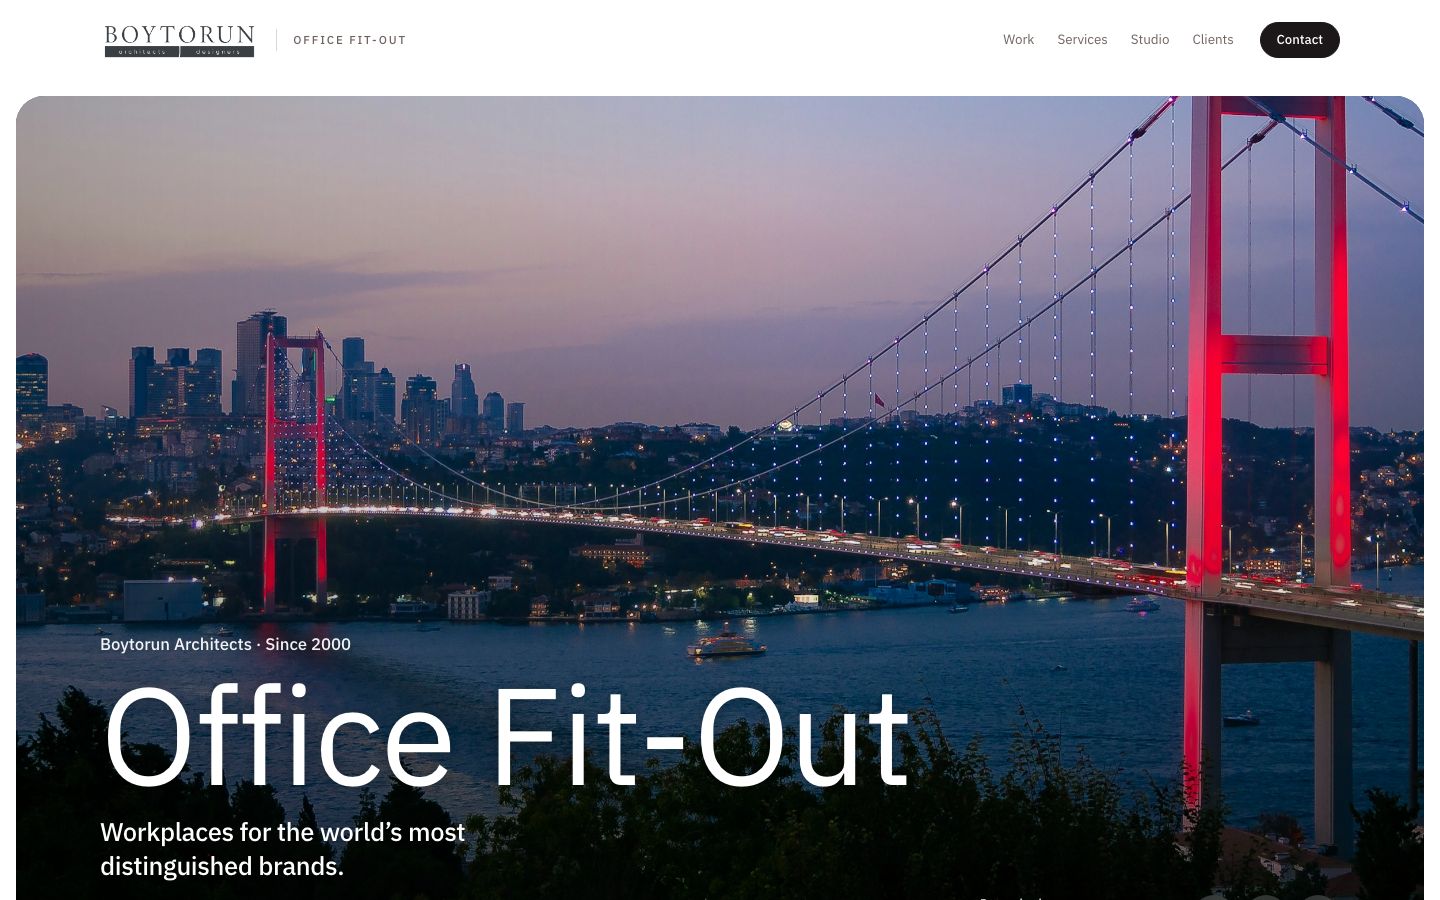 BOYTORUN
architects designers
OFFICE FIT-OUT
Work Services Studio Clients Contact
Boytorun Architects · Since 2000
Office Fit-Out
Workplaces for the world’s most
distinguished brands.